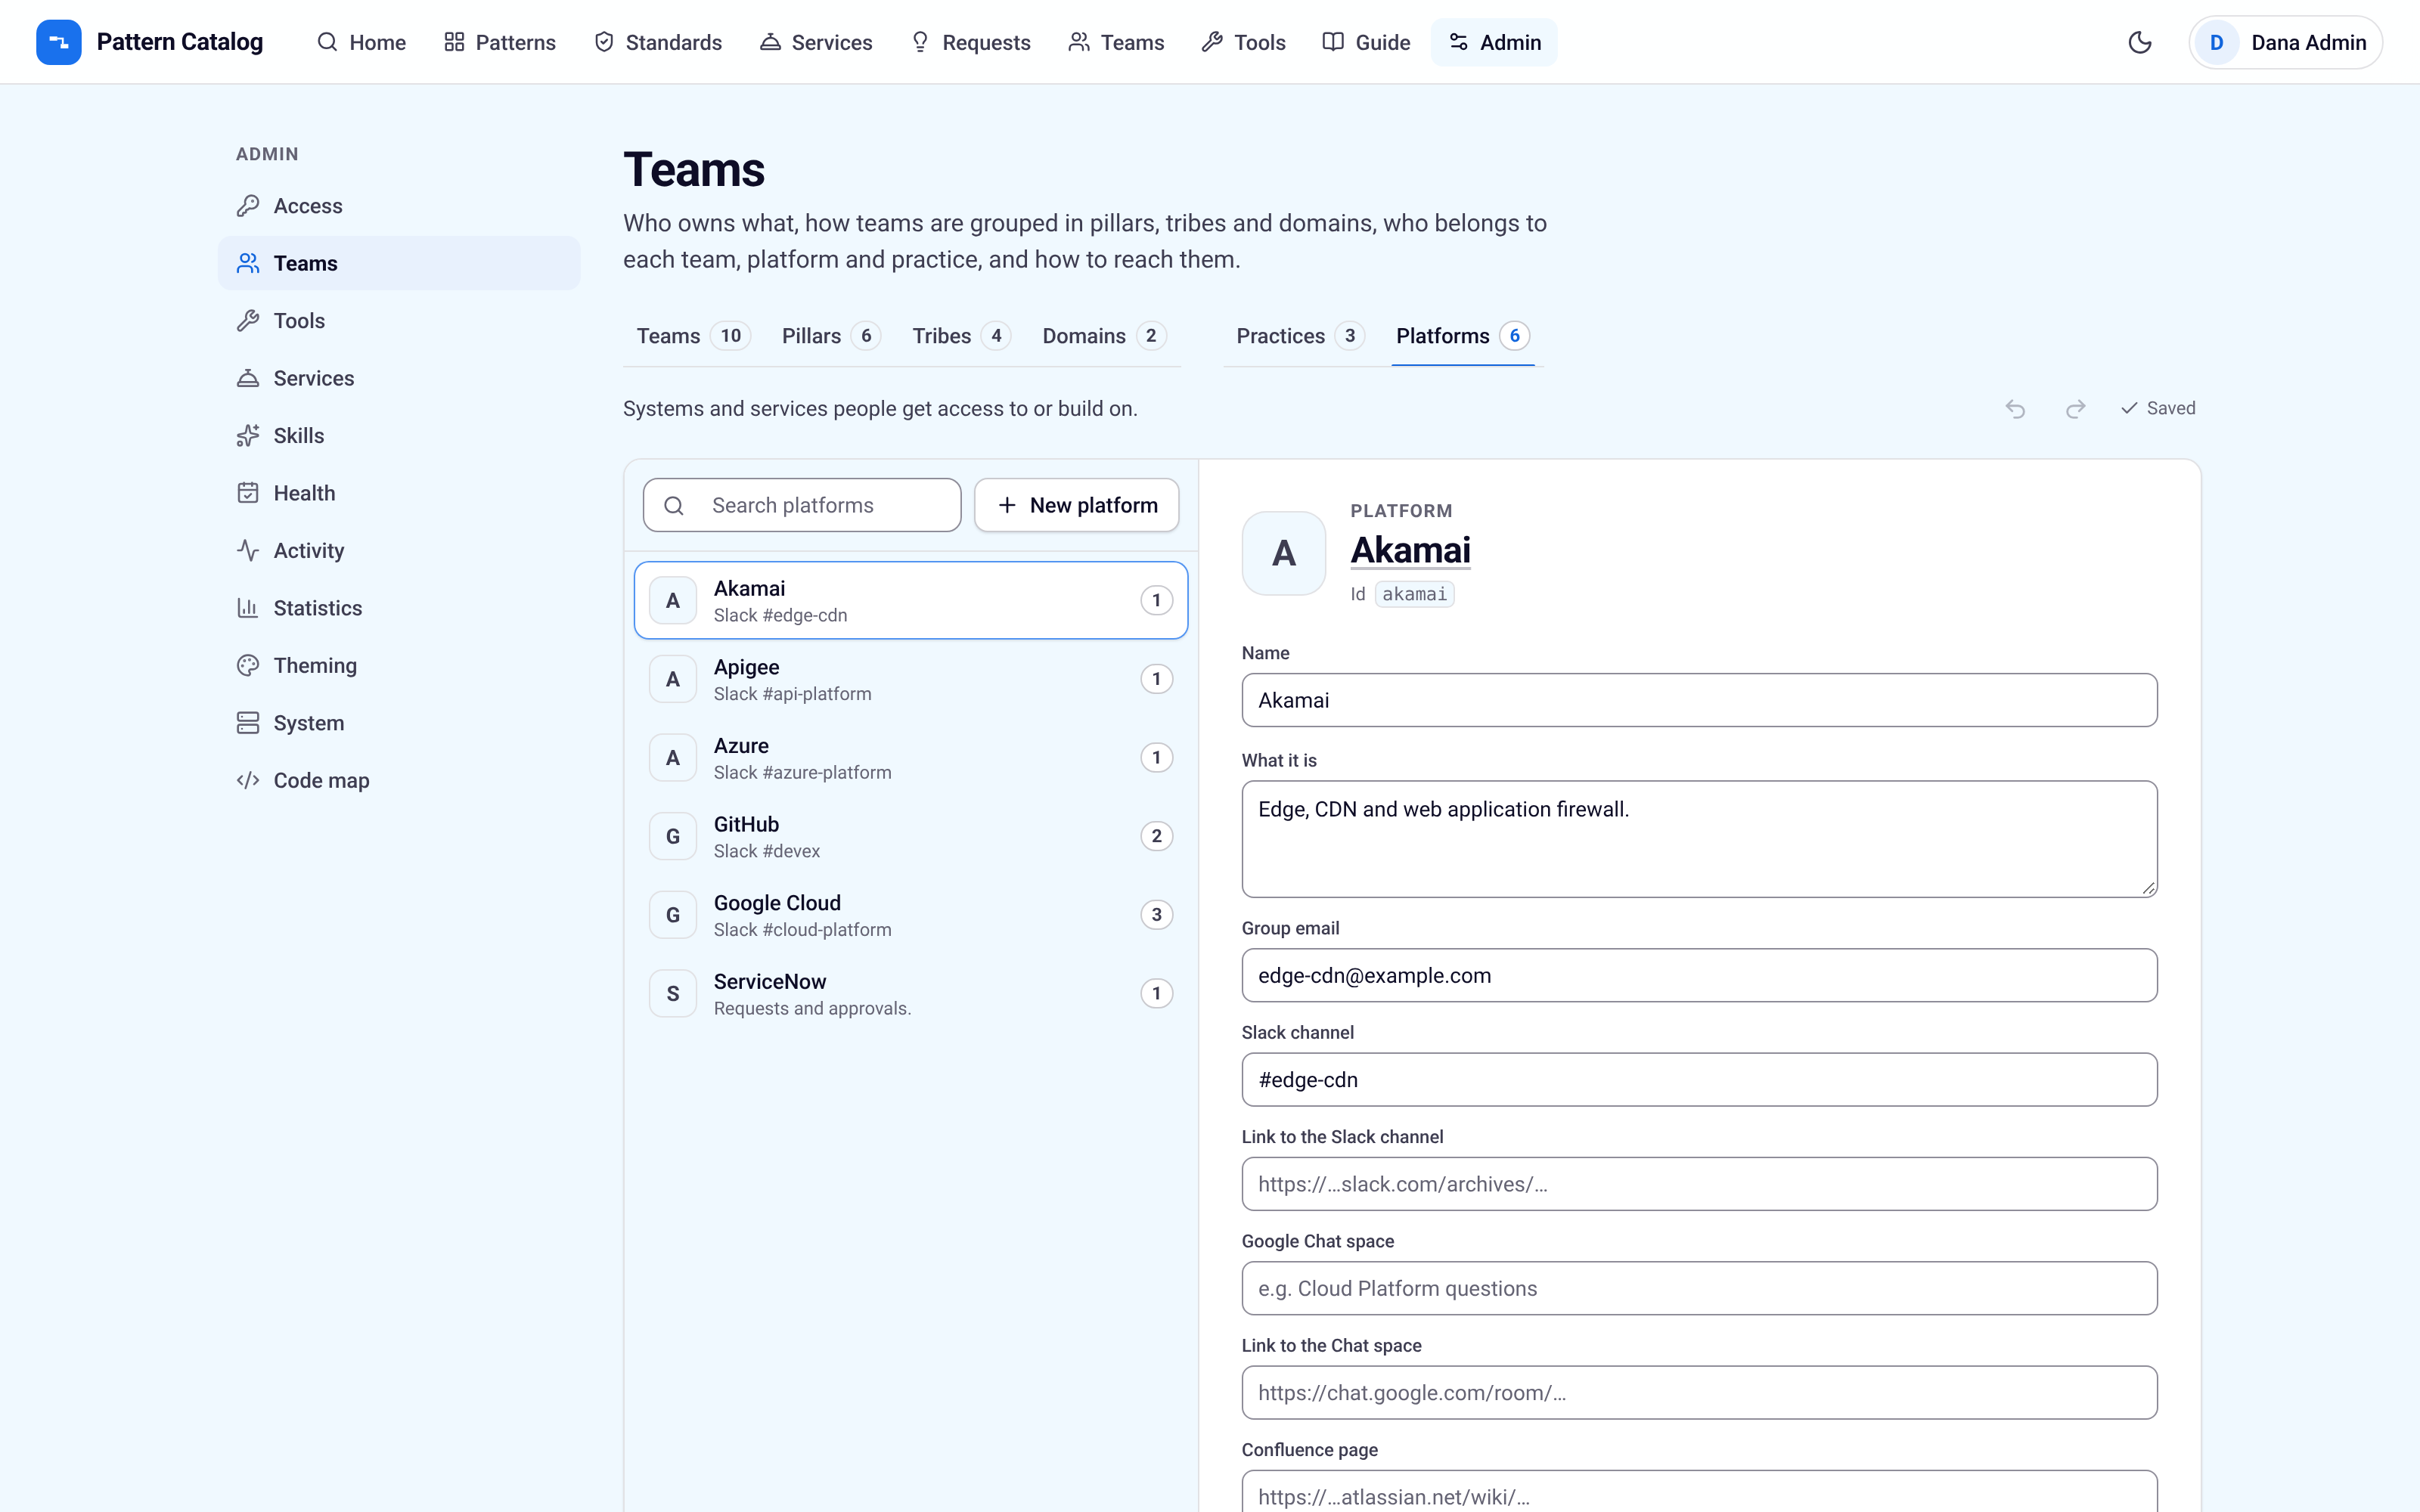 Pattern Catalog
Home
Patterns
Standards
Services
Requests
Teams
Tools
Guide
Admin
D
Dana Admin
ADMIN
Access
Teams
Tools
Services
Skills
Health
Activity
Statistics
Theming
System
Code map
Teams
Who owns what, how teams are grouped in pillars, tribes and domains, who belongs to
each team, platform and practice, and how to reach them.
Teams 10
Pillars 6
Tribes 4
Domains 2
Practices 3
Platforms 6
Systems and services people get access to or build on.
Saved
Search platforms
New platform
A
Akamai
Slack #edge-cdn
1
A
Apigee
Slack #api-platform
1
A
Azure
Slack #azure-platform
1
G
GitHub
Slack #devex
2
G
Google Cloud
Slack #cloud-platform
3
S
ServiceNow
Requests and approvals.
1
A
PLATFORM
Akamai
Id akamai
Name
Akamai
What it is
Edge, CDN and web application firewall.
Group email
edge-cdn@example.com
Slack channel
#edge-cdn
Link to the Slack channel
https://…slack.com/archives/…
Google Chat space
e.g. Cloud Platform questions
Link to the Chat space
https://chat.google.com/room/…
Confluence page
https://…atlassian.net/wiki/…